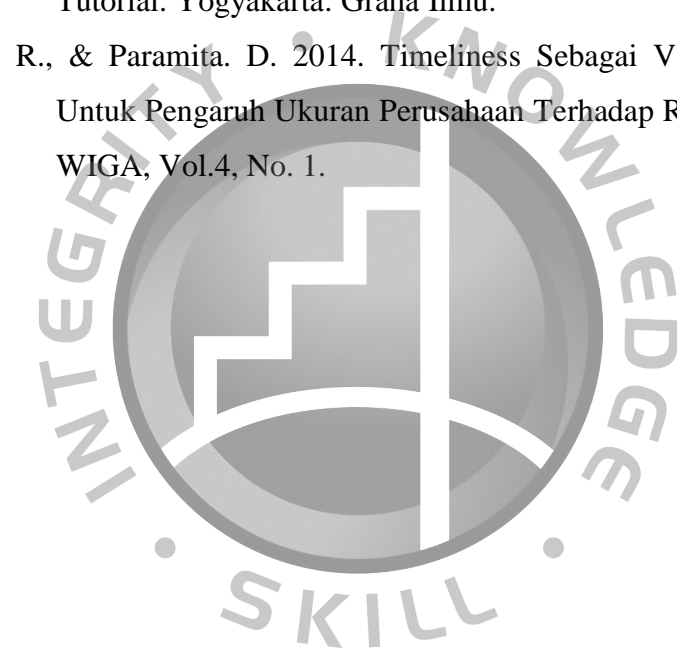 Tutorial. Yogyakarta. Graha Ilmu.
R., & Paramita. D. 2014. Timeliness Sebagai V
Untuk Pengaruh Ukuran Perusahaan Terhadap R
WIGA, Vol.4, No. 1.
INTEGRITY • KNOWLEDGE • SKILL